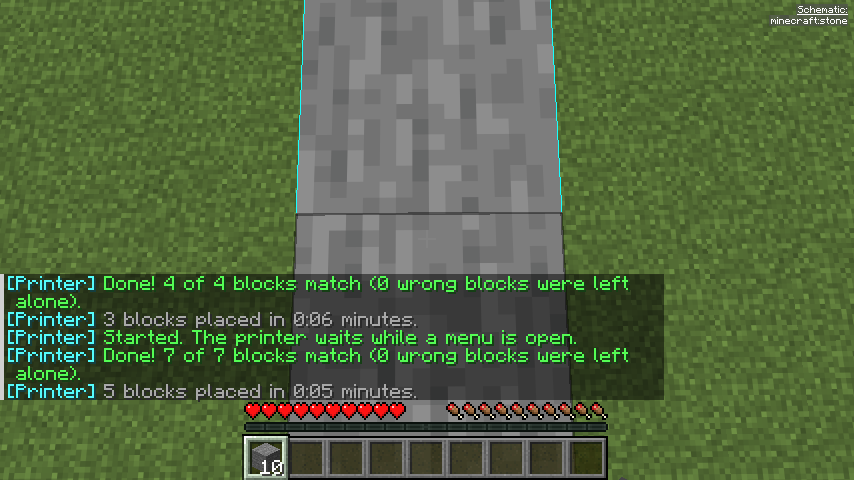 Schematic:
minecraft:stone
[Printer] Done! 4 of 4 blocks match (0 wrong blocks were left
alone).
[Printer] 3 blocks placed in 0:06 minutes.
[Printer] Started. The printer waits while a menu is open.
[Printer] Done! 7 of 7 blocks match (0 wrong blocks were left
alone).
[Printer] 5 blocks placed in 0:05 minutes.
10